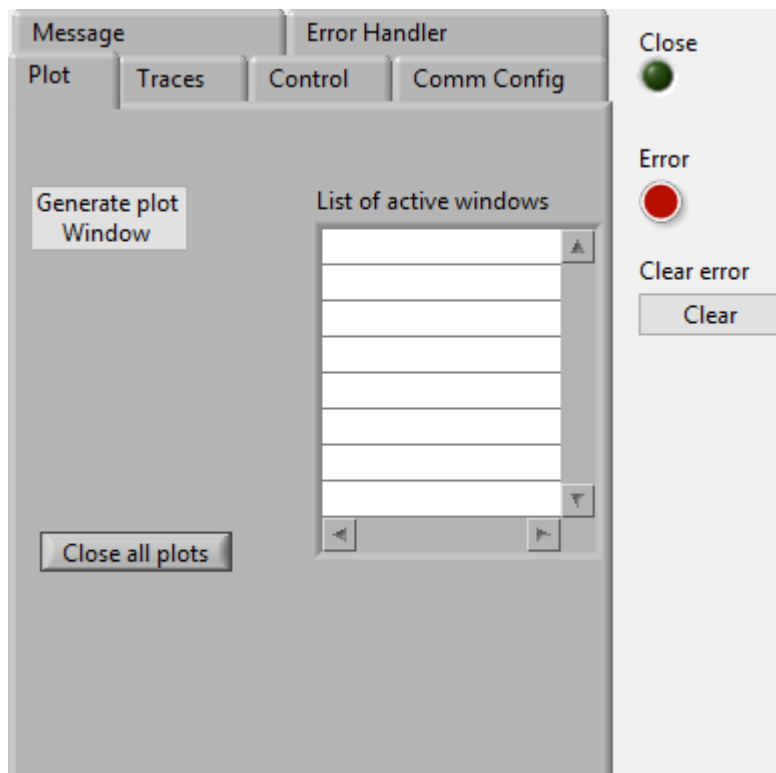 Message
Error Handler
Plot
Traces
Control
Comm Config
Close
Error
Clear error
Clear
Generate plot
Window
List of active windows
Close all plots